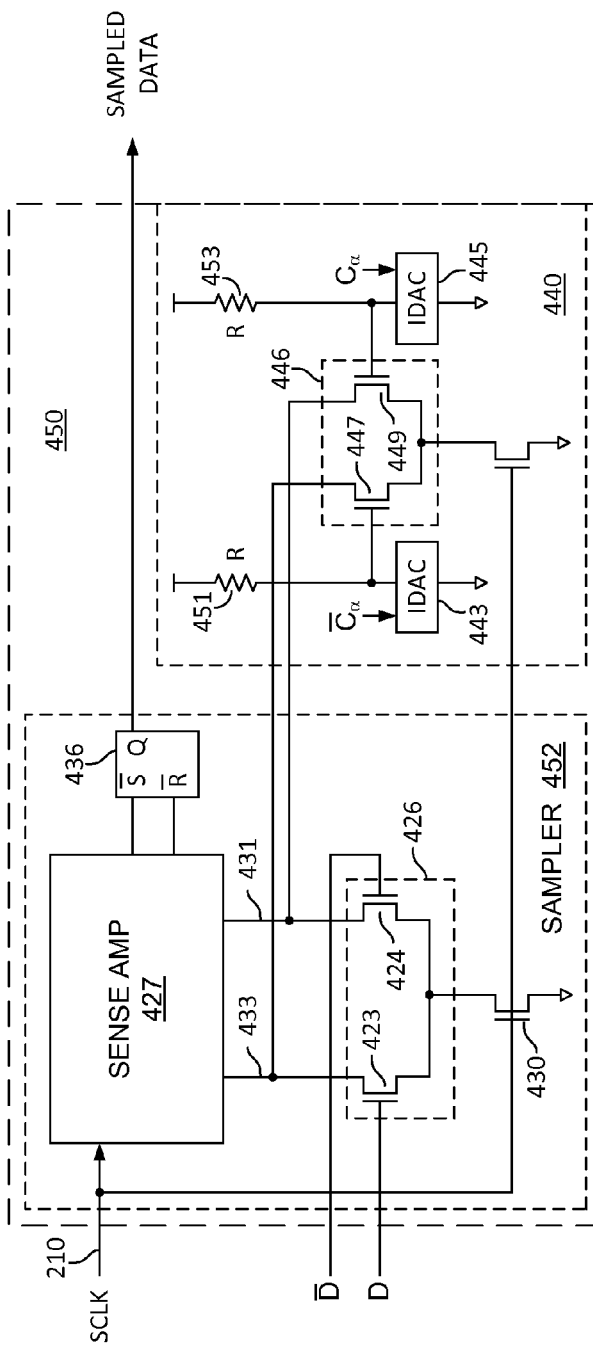 SAMPLED
DATA
450
453
R
C̅α
Cα
IDAC
445
440
446
447
449
451
R
IDAC
443
436
S̅ Q
R̅
SENSE AMP
427
431
433
426
424
423
SAMPLER 452
430
210
SCLK
D̅
D